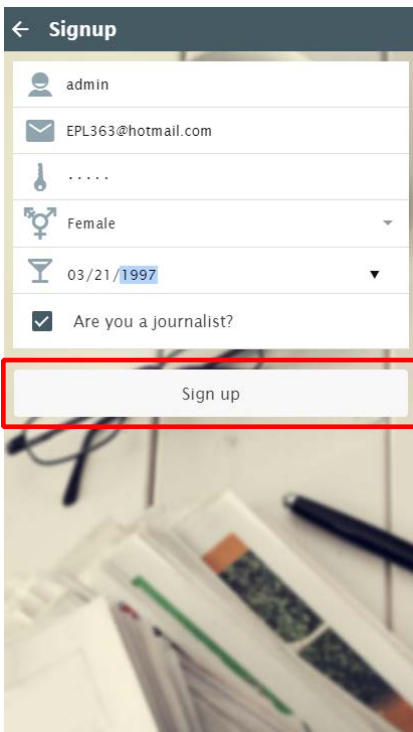 Signup
admin
EPL363@hotmail.com
·····
Female
03/21/1997
Are you a journalist?
Sign up